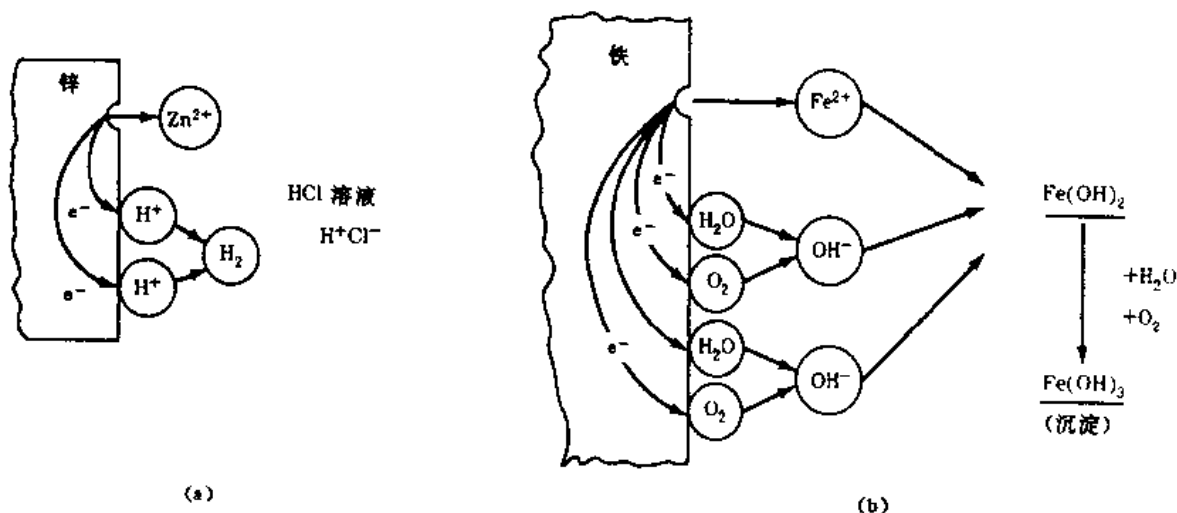 锌
Zn²⁺
e⁻
H⁺
e⁻
H⁺
H₂
HCl 溶液
H⁺Cl⁻
(a)
铁
Fe²⁺
e⁻
H₂O
e⁻
O₂
OH⁻
H₂O
e⁻
O₂
OH⁻
Fe(OH)₂
+H₂O
+O₂
Fe(OH)₃
(沉淀)
(b)